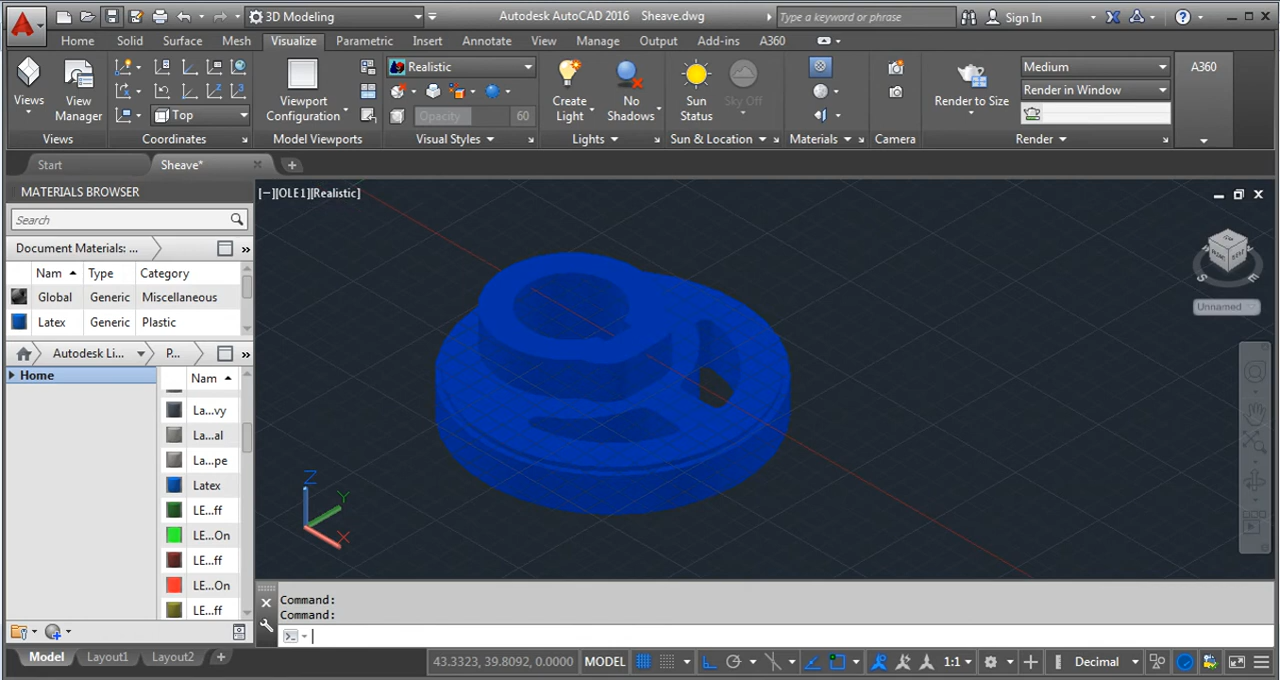 3D Modeling
Autodesk AutoCAD 2016 Sheave.dwg
Type a keyword or phrase
Sign In
Home Solid Surface Mesh Visualize Parametric Insert Annotate View Manage Output Add-ins A360
Views
View Manager
Top
Viewport Configuration
Realistic
Opacity 60
Create Light
No Shadows
Sun Status
Sky Off
Render to Size
Medium
Render in Window
A360
Views Coordinates Model Viewports Visual Styles Lights Sun & Location Materials Camera Render
Start Sheave*
MATERIALS BROWSER
Search
Document Materials: ...
Nam Type Category
Global Generic Miscellaneous
Latex Generic Plastic
Autodesk Li... P...
Home
Nam
La...vy
La...al
La...pe
Latex
LE...ff
LE...On
LE...ff
LE...On
LE...ff
[−][OLE1][Realistic]
S
E
Unnamed
Z
Y
X
Command:
Command:
Model Layout1 Layout2
43.3323, 39.8092, 0.0000 MODEL 1:1 Decimal